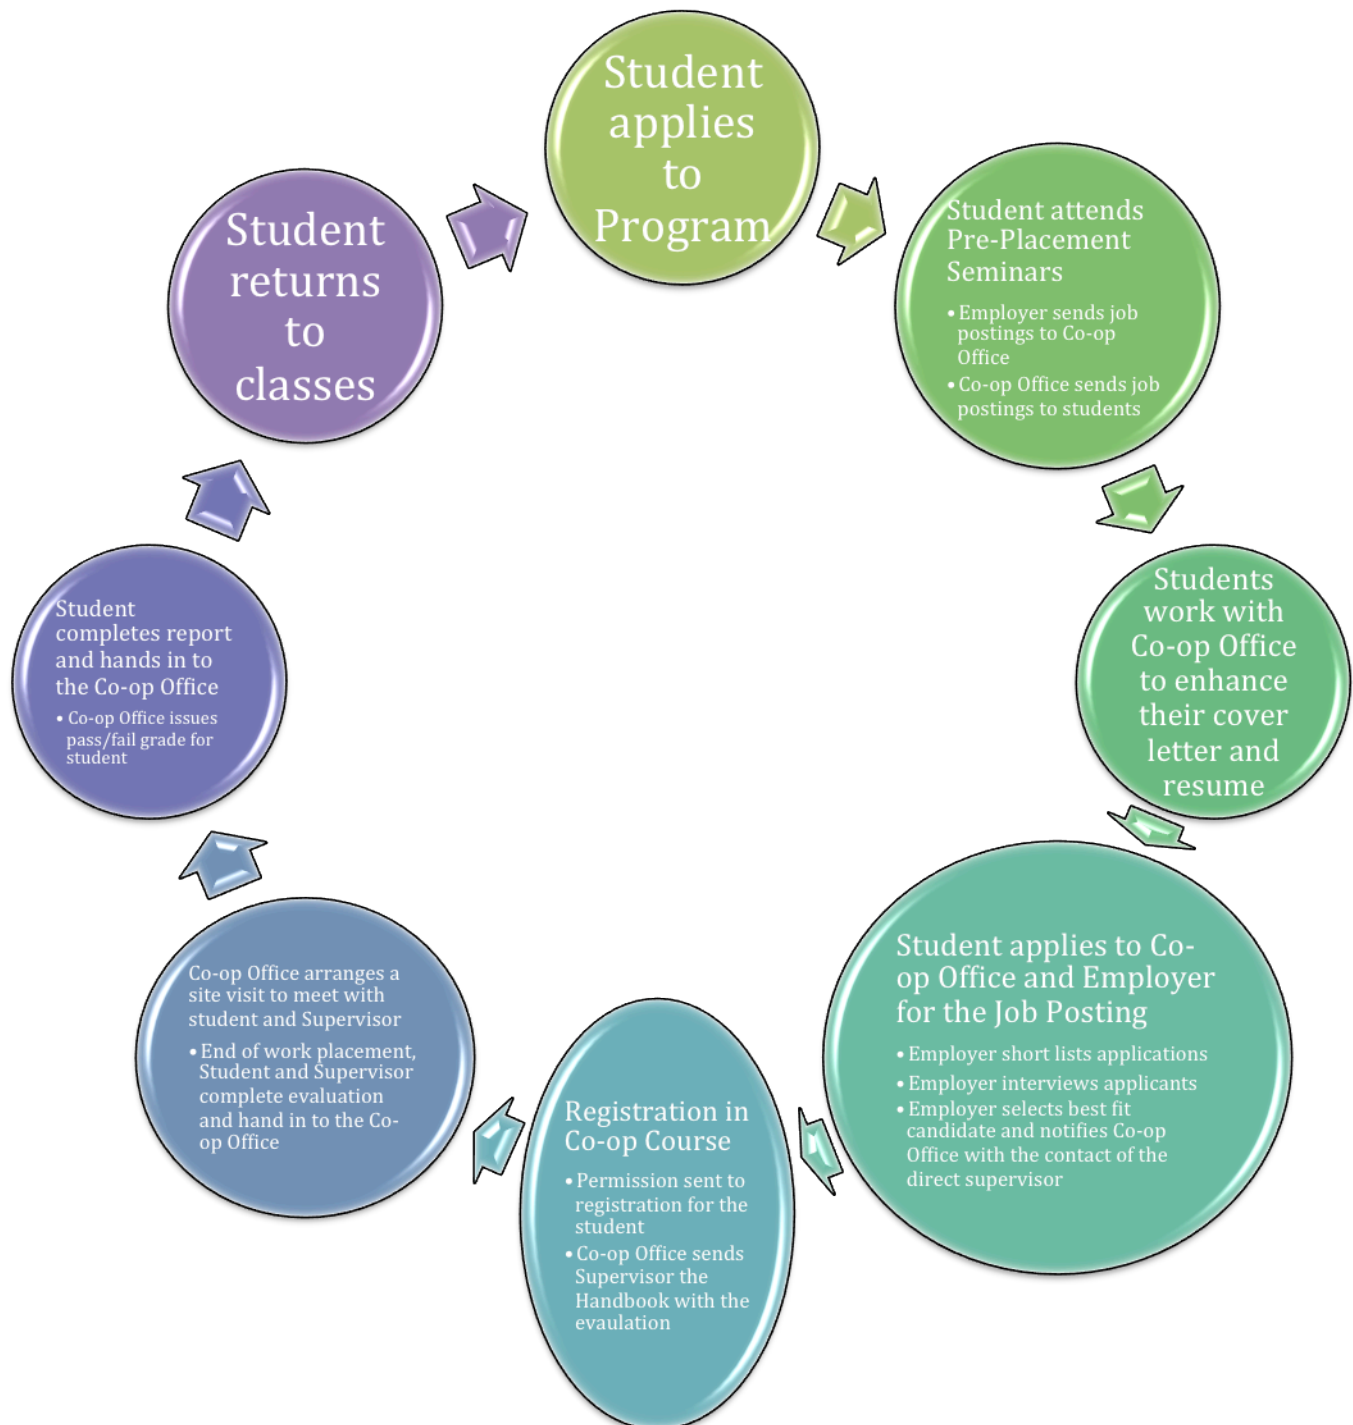 Student
applies
to
Program
Student attends
Pre-Placement
Seminars
• Employer sends job
postings to Co-op
Office
• Co-op Office sends job
postings to students
Students
work with
Co-op Office
to enhance
their cover
letter and
resume
Student applies to Co-
op Office and Employer
for the Job Posting
• Employer short lists applications
• Employer interviews applicants
• Employer selects best fit
candidate and notifies Co-op
Office with the contact of the
direct supervisor
Registration in
Co-op Course
• Permission sent to
registration for the
student
• Co-op Office sends
Supervisor the
Handbook with the
evaulation
Co-op Office arranges a
site visit to meet with
student and Supervisor
• End of work placement,
Student and Supervisor
complete evaluation
and hand in to the Co-
op Office
Student
completes report
and hands in to
the Co-op Office
• Co-op Office issues
pass/fail grade for
student
Student
returns
to
classes